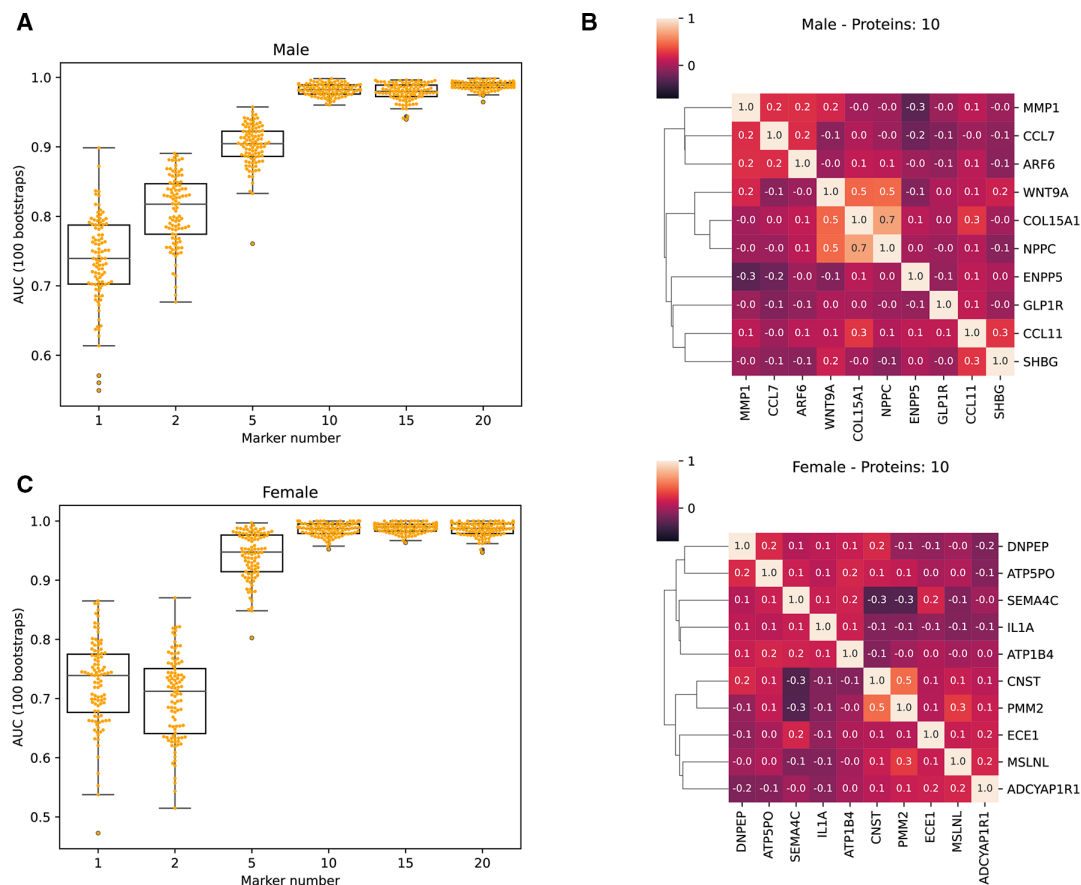 A
Male
AUC (100 bootstraps)
1.0
0.9
0.8
0.7
0.6
1 2 5 10 15 20
Marker number
B
Male - Proteins: 10
1
0
1.0 0.2 0.2 0.2 -0.0 -0.0 -0.3 -0.0 0.1 -0.0 MMP1
0.2 1.0 0.2 -0.1 0.0 -0.0 -0.2 -0.1 -0.0 -0.1 CCL7
0.2 0.2 1.0 -0.0 0.1 0.1 -0.0 -0.1 0.1 -0.1 ARF6
0.2 -0.1 -0.0 1.0 0.5 0.5 -0.1 0.0 0.1 0.2 WNT9A
-0.0 0.0 0.1 0.5 1.0 0.7 0.1 0.0 0.3 -0.0 COL15A1
-0.0 -0.0 0.1 0.5 0.7 1.0 0.0 -0.0 0.1 -0.1 NPPC
-0.3 -0.2 -0.0 -0.1 0.1 0.0 1.0 -0.1 0.1 0.0 ENPP5
-0.0 -0.1 -0.1 0.0 0.0 -0.0 -0.1 1.0 0.1 -0.0 GLP1R
0.1 -0.0 0.1 0.1 0.3 0.1 0.1 0.1 1.0 0.3 CCL11
-0.0 -0.1 -0.1 0.2 -0.0 -0.1 0.0 -0.0 0.3 1.0 SHBG
MMP1 CCL7 ARF6 WNT9A COL15A1 NPPC ENPP5 GLP1R CCL11 SHBG
C
Female
AUC (100 bootstraps)
1.0
0.9
0.8
0.7
0.6
0.5
1 2 5 10 15 20
Marker number
Female - Proteins: 10
1
0
1.0 0.2 0.1 0.1 0.1 0.2 -0.1 -0.1 -0.0 -0.2 DNPEP
0.2 1.0 0.1 0.1 0.2 0.1 0.1 0.0 0.0 -0.1 ATP5PO
0.1 0.1 1.0 0.1 0.2 -0.3 -0.3 0.2 -0.1 -0.0 SEMA4C
0.1 0.1 0.1 1.0 0.1 -0.1 -0.1 -0.1 -0.1 -0.1 IL1A
0.1 0.2 0.2 0.1 1.0 -0.1 -0.0 0.1 -0.0 0.0 ATP1B4
0.2 0.1 -0.3 -0.1 -0.1 1.0 0.5 0.1 0.1 0.1 CNST
-0.1 0.1 -0.3 -0.1 -0.0 0.5 1.0 0.1 0.3 0.1 PMM2
-0.1 0.0 0.2 -0.1 0.1 0.1 0.1 1.0 0.1 0.2 ECE1
-0.0 0.0 -0.1 -0.1 -0.0 0.1 0.3 0.1 1.0 0.2 MSLNL
-0.2 -0.1 -0.0 -0.1 0.0 0.1 0.1 0.2 0.2 1.0 ADCYAP1R1
DNPEP ATP5PO SEMA4C IL1A ATP1B4 CNST PMM2 ECE1 MSLNL ADCYAP1R1